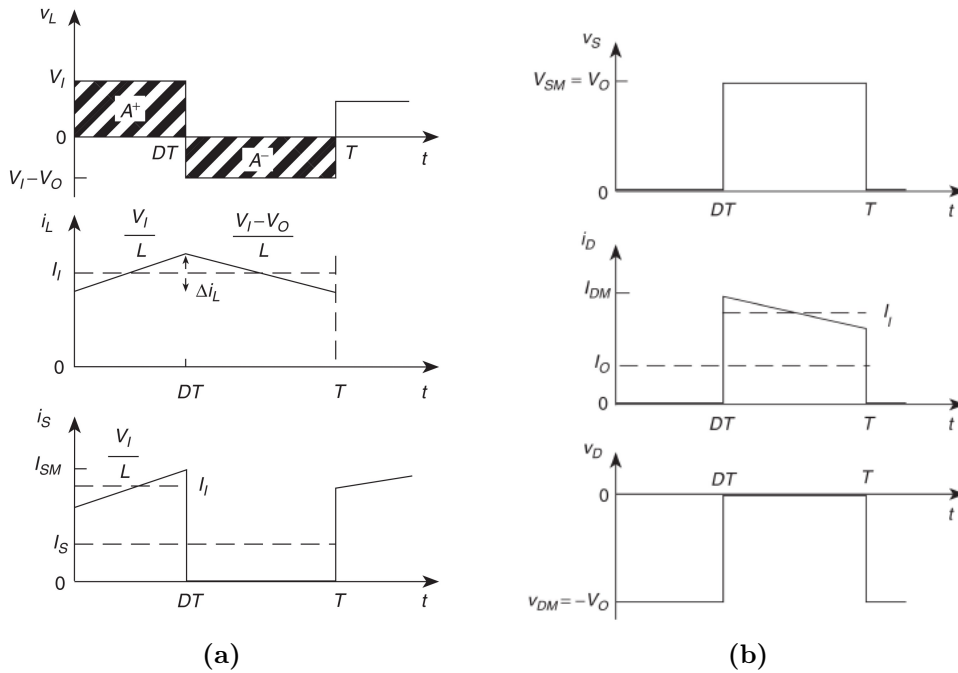 v_L
V_I
A⁺
0
DT
A⁻
T
t
V_I–V_O
i_L
V_I
L
V_I–V_O
L
I_I
Δi_L
0
DT
T
t
i_S
I_SM
V_I
L
I_I
I_S
0
DT
T
t
(a)
v_S
V_SM = V_O
0
DT
T
t
i_D
I_DM
I_I
I_O
0
DT
T
t
v_D
0
DT
T
t
v_DM = –V_O
(b)